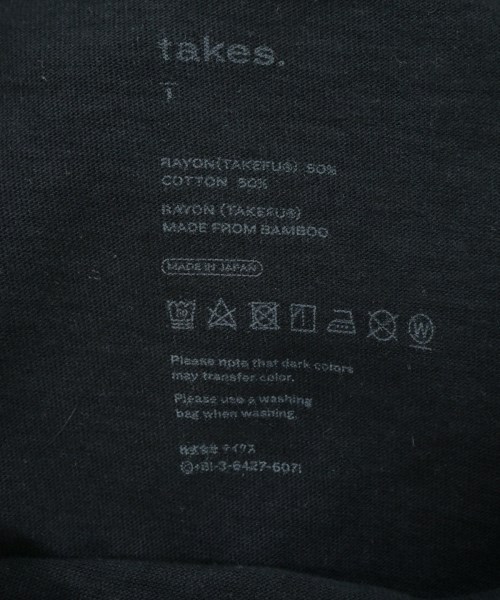 takes.
1
RAYON(TAKEFU®) 50%
COTTON 50%
RAYON (TAKEFU®)
MADE FROM BAMBOO
MADE IN JAPAN
W
Please note that dark colors
may transfer color.
Please use a washing
bag when washing.
株式会社 テイクス
+81-3-6427-6071